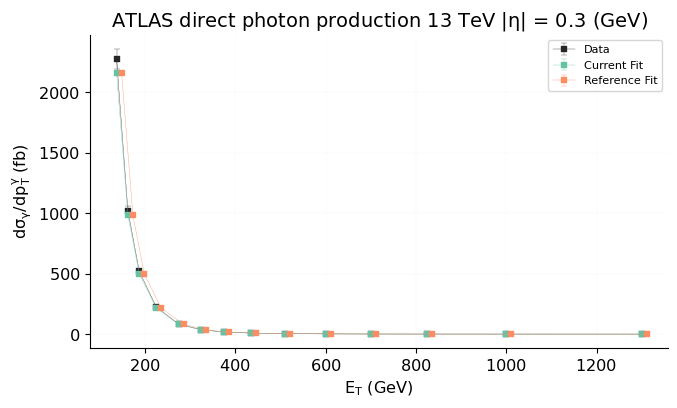 ATLAS direct photon production 13 TeV |η| = 0.3 (GeV)
Data
Current Fit
Reference Fit
dσᵧ/dpᵀᵞ (fb)
2000
1500
1000
500
0
200
400
600
800
1000
1200
E_T (GeV)